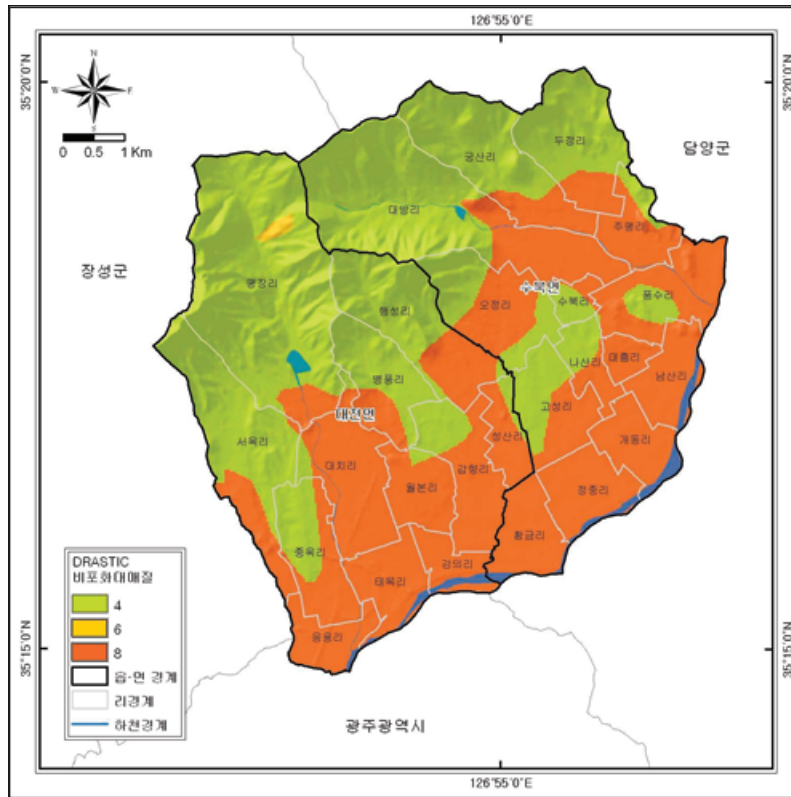 126°55'0"E
35°20'0"N
35°20'0"N
N
W
E
S
0 0.5 1 Km
두정리
궁산리
담양군
대방리
주평리
장성군
평장리
수북면
풍수리
수북리
행성리
오정리
대흥리
나산리
남산리
병풍리
고성리
대전면
성산리
개동리
서옥리
대치리
갑향리
월본리
정중리
황금리
중옥리
강의리
태목리
응용리
DRASTIC
비포화대매질
4
6
8
읍-면 경계
리경계
하천경계
35°15'0"N
35°15'0"N
광주광역시
126°55'0"E